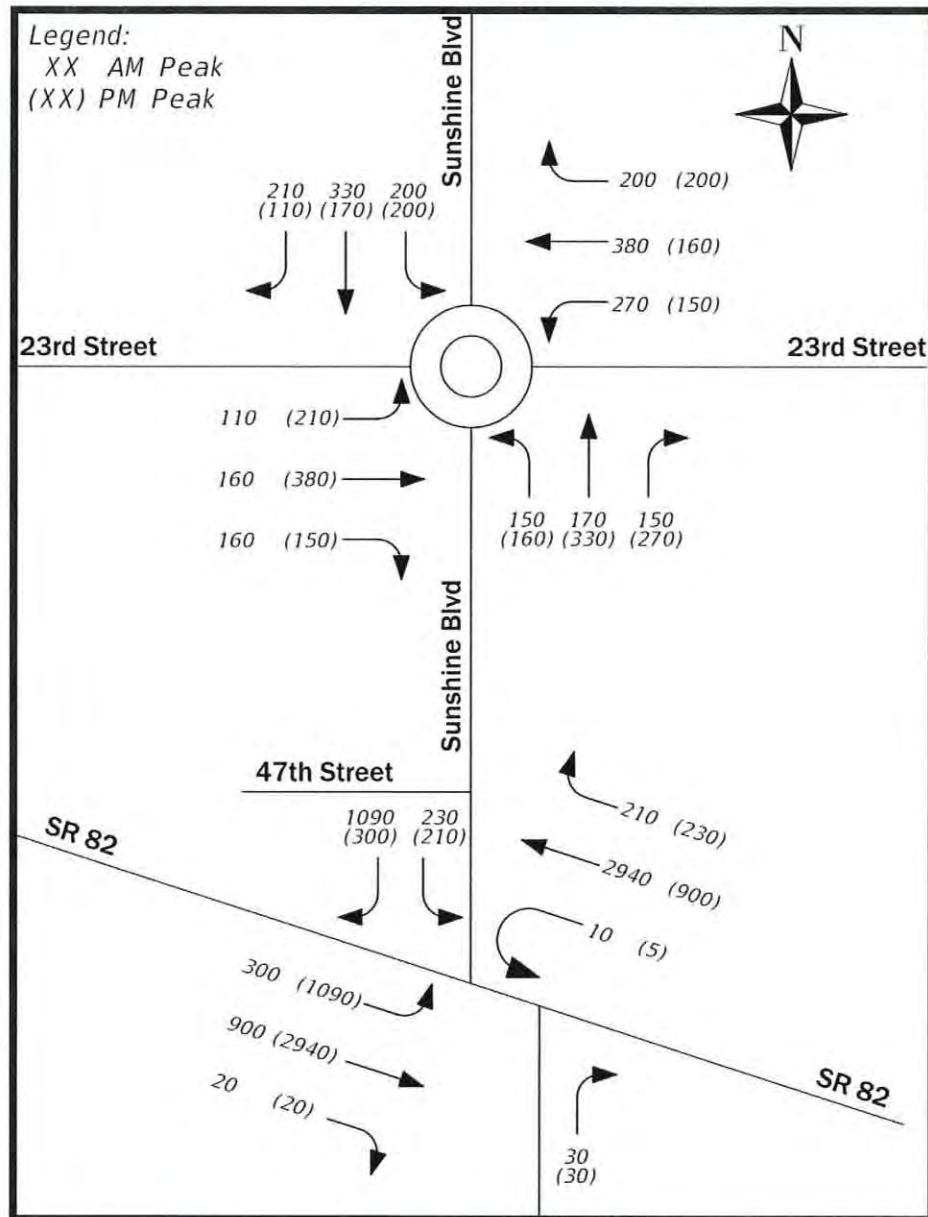 Legend:
XX AM Peak
(XX) PM Peak
Sunshine Blvd
N
210 330 200
(110) (170) (200)
200 (200)
380 (160)
270 (150)
23rd Street
23rd Street
110 (210)
160 (380)
160 (150)
150 170 150
(160) (330) (270)
Sunshine Blvd
47th Street
1090 230
(300) (210)
210 (230)
2940 (900)
10 (5)
SR 82
300 (1090)
900 (2940)
20 (20)
SR 82
30
(30)